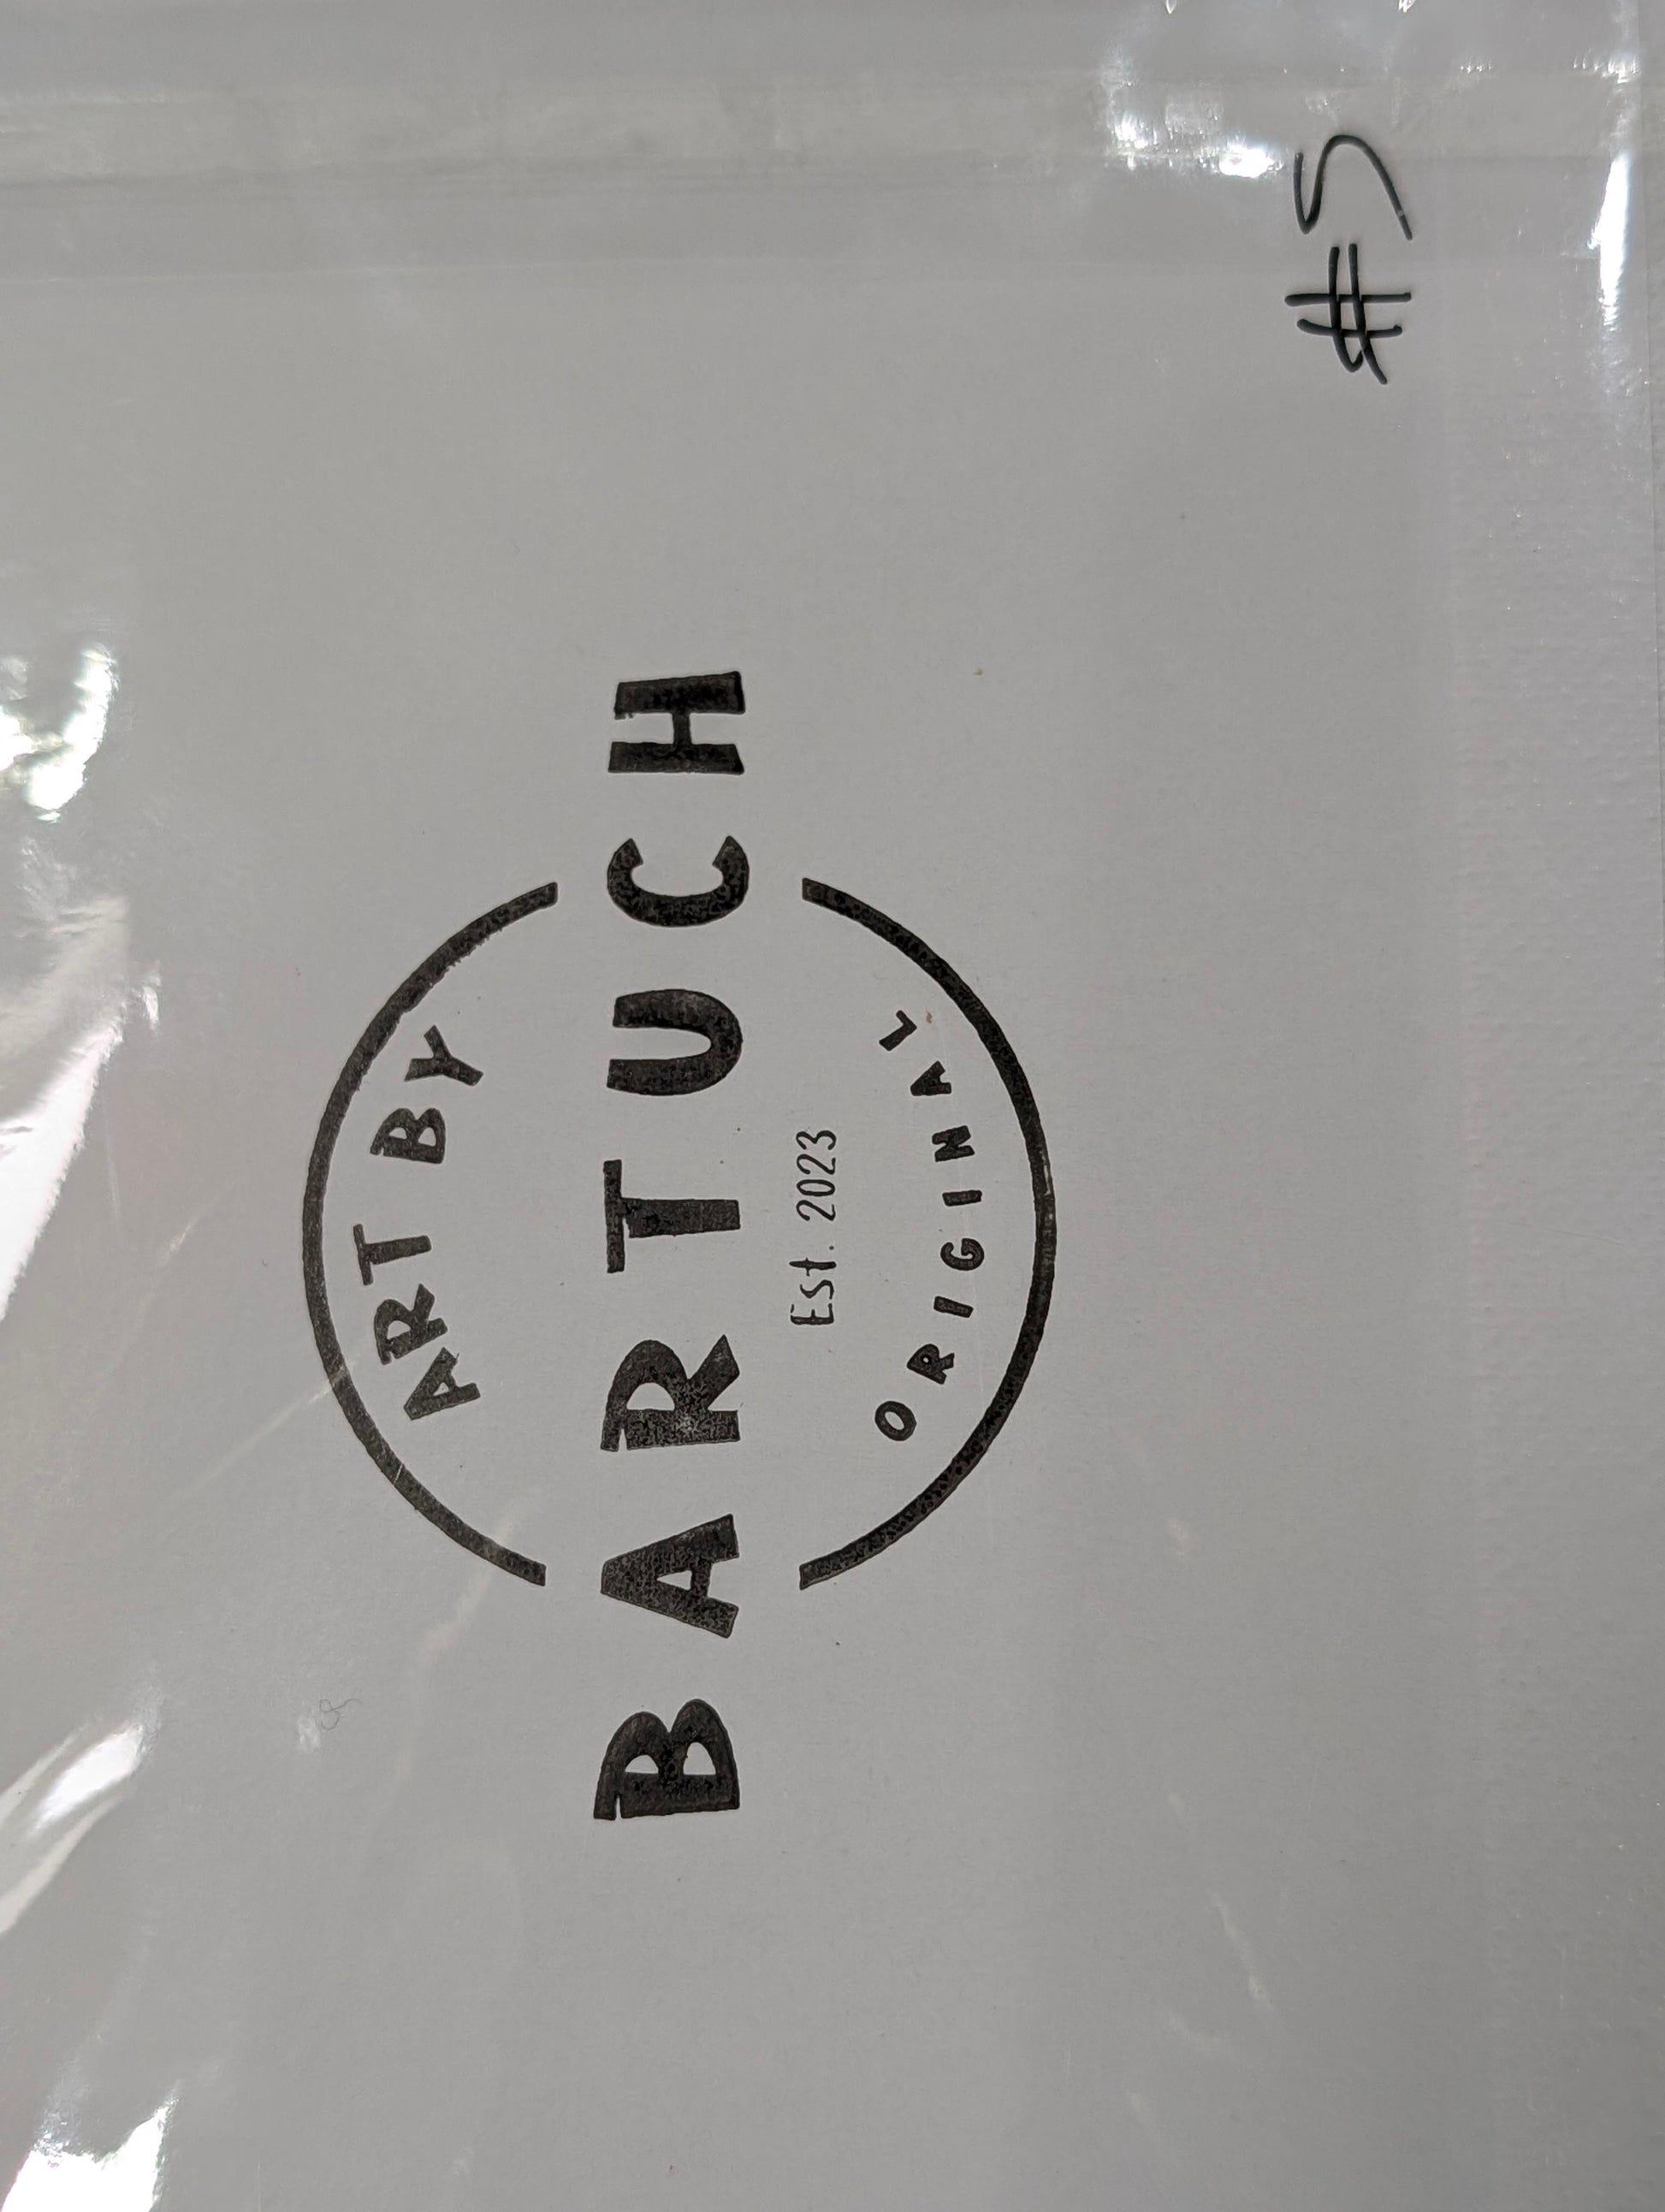 ART BY
BARTUCH
Est. 2023
ORIGINAL
#5